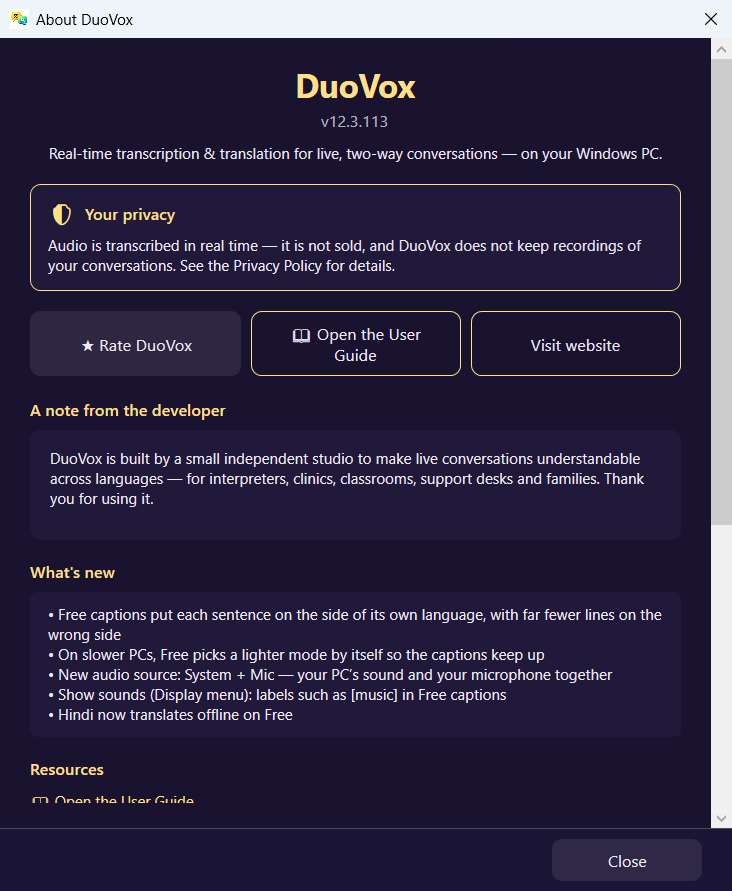 About DuoVox
DuoVox
v12.3.113
Real-time transcription & translation for live, two-way conversations — on your Windows PC.
Your privacy
Audio is transcribed in real time — it is not sold, and DuoVox does not keep recordings of
your conversations. See the Privacy Policy for details.
★ Rate DuoVox
Open the User
Guide
Visit website
A note from the developer
DuoVox is built by a small independent studio to make live conversations understandable
across languages — for interpreters, clinics, classrooms, support desks and families. Thank
you for using it.
What's new
• Free captions put each sentence on the side of its own language, with far fewer lines on the
wrong side
• On slower PCs, Free picks a lighter mode by itself so the captions keep up
• New audio source: System + Mic — your PC's sound and your microphone together
• Show sounds (Display menu): labels such as [music] in Free captions
• Hindi now translates offline on Free
Resources
Open the User Guide
Close